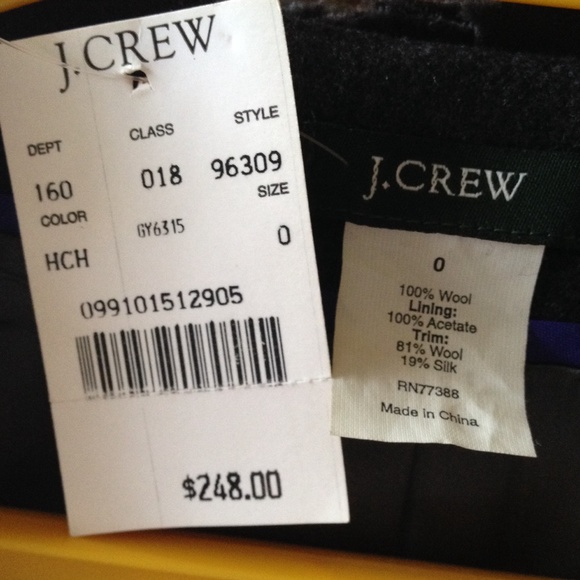 J.CREW
DEPT CLASS STYLE
160 018 96309
COLOR GY6315 SIZE
HCH 0
099101512905
$248.00
J.CREW
0
100% Wool
Lining:
100% Acetate
Trim:
81% Wool
19% Silk
RN77388
Made in China